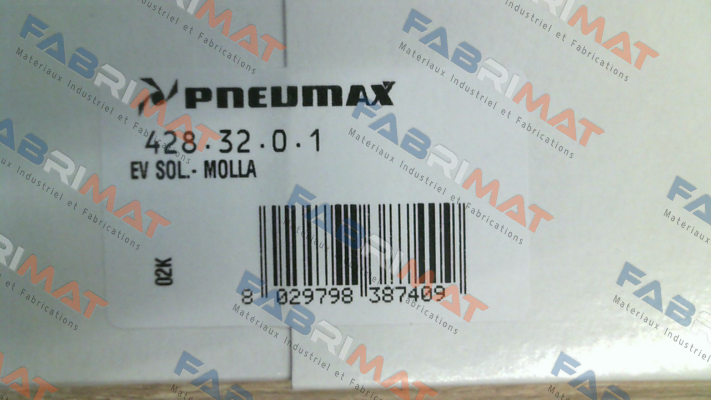 PNEUMAX
428.32.0.1
EV SOL.- MOLLA
02K
8 029798 387409
FABRIMAT
Matériaux Industriel et Fabrications